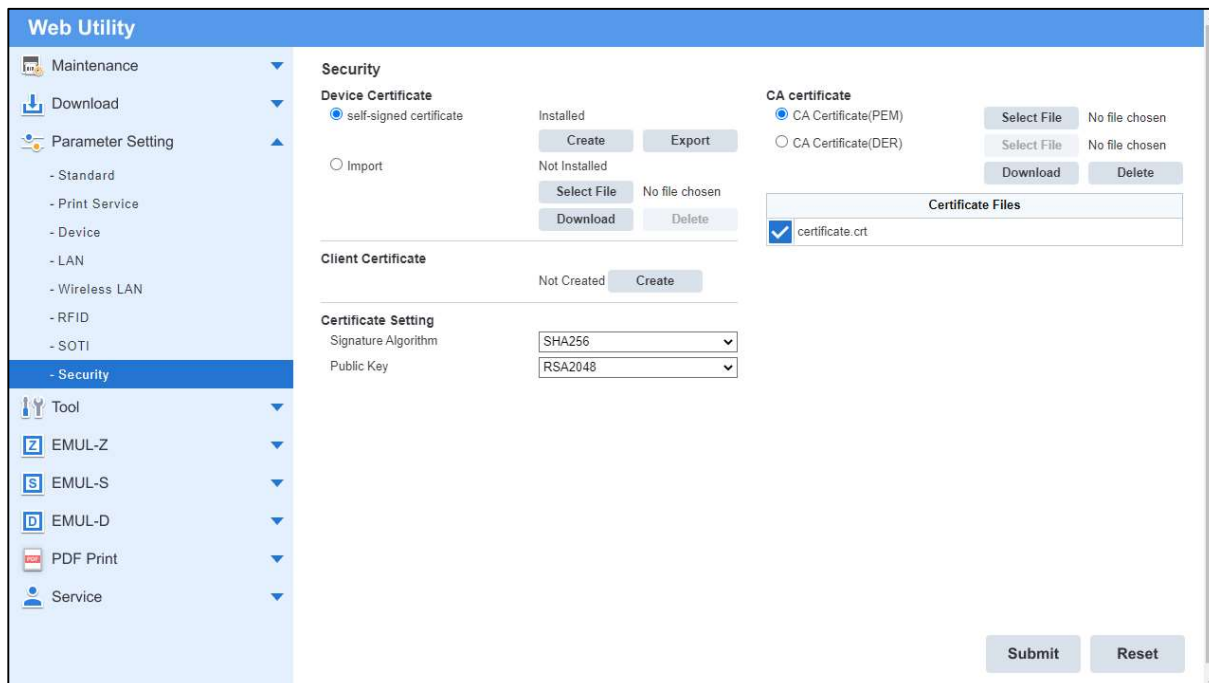 Web Utility
Maintenance
Download
Parameter Setting
- Standard
- Print Service
- Device
- LAN
- Wireless LAN
- RFID
- SOTI
- Security
Tool
Z EMUL-Z
S EMUL-S
D EMUL-D
PDF PDF Print
Service
Security
Device Certificate
self-signed certificate Installed
Create Export
Import Not Installed
Select File No file chosen
Download Delete
Client Certificate
Not Created Create
Certificate Setting
Signature Algorithm SHA256
Public Key RSA2048
CA certificate
CA Certificate(PEM) Select File No file chosen
CA Certificate(DER) Select File No file chosen
Download Delete
Certificate Files
certificate.crt
Submit Reset